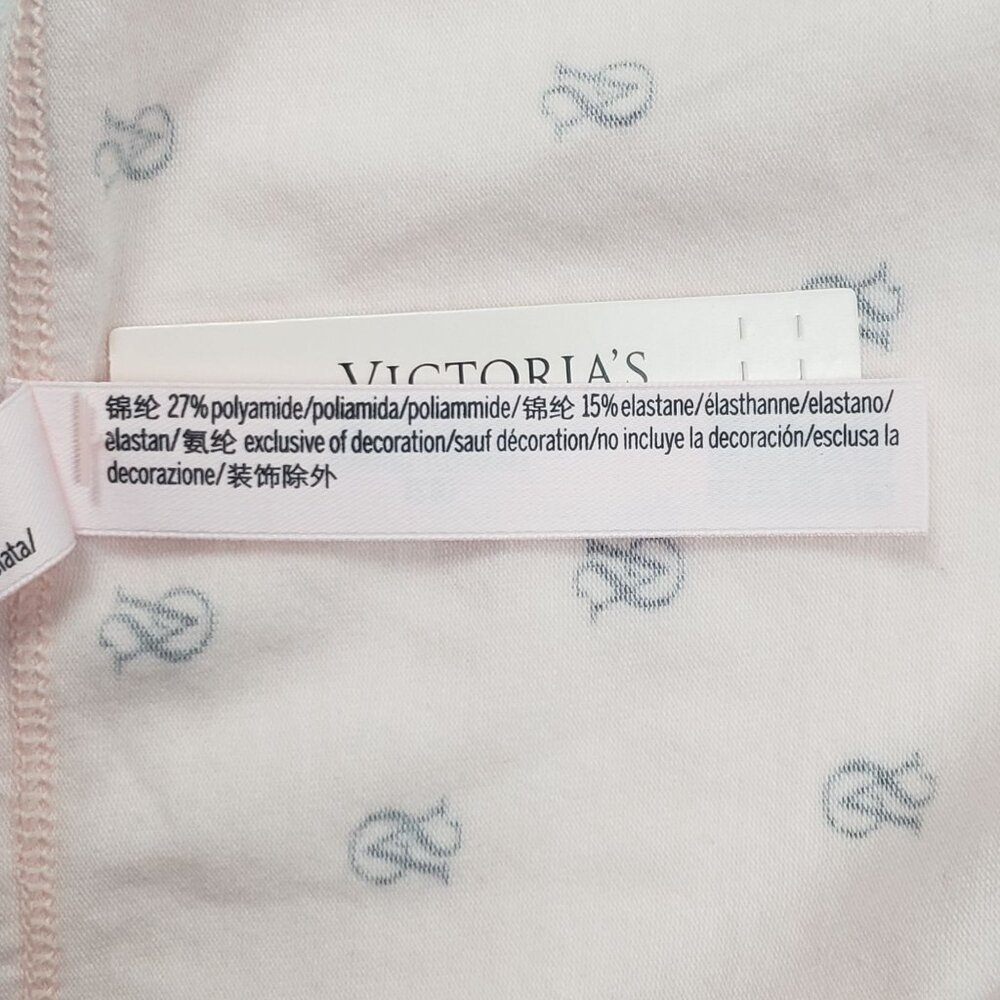 VICTORIA'S
锦纶 27% polyamide/poliamida/poliammide/锦纶 15% elastane/élasthanne/elastano/
elastan/氨纶 exclusive of decoration/sauf décoration/no incluye la decoración/esclusa la
decorazione/装饰除外